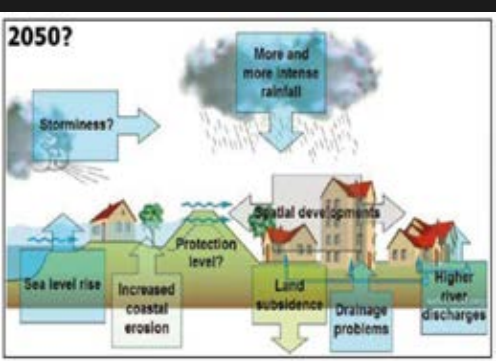 2050?
More and
more intense
rainfall
Storminess?
Spatial developments
Protection
level?
Sea level rise
Increased
coastal
erosion
Land
subsidence
Drainage
problems
Higher
river
discharges